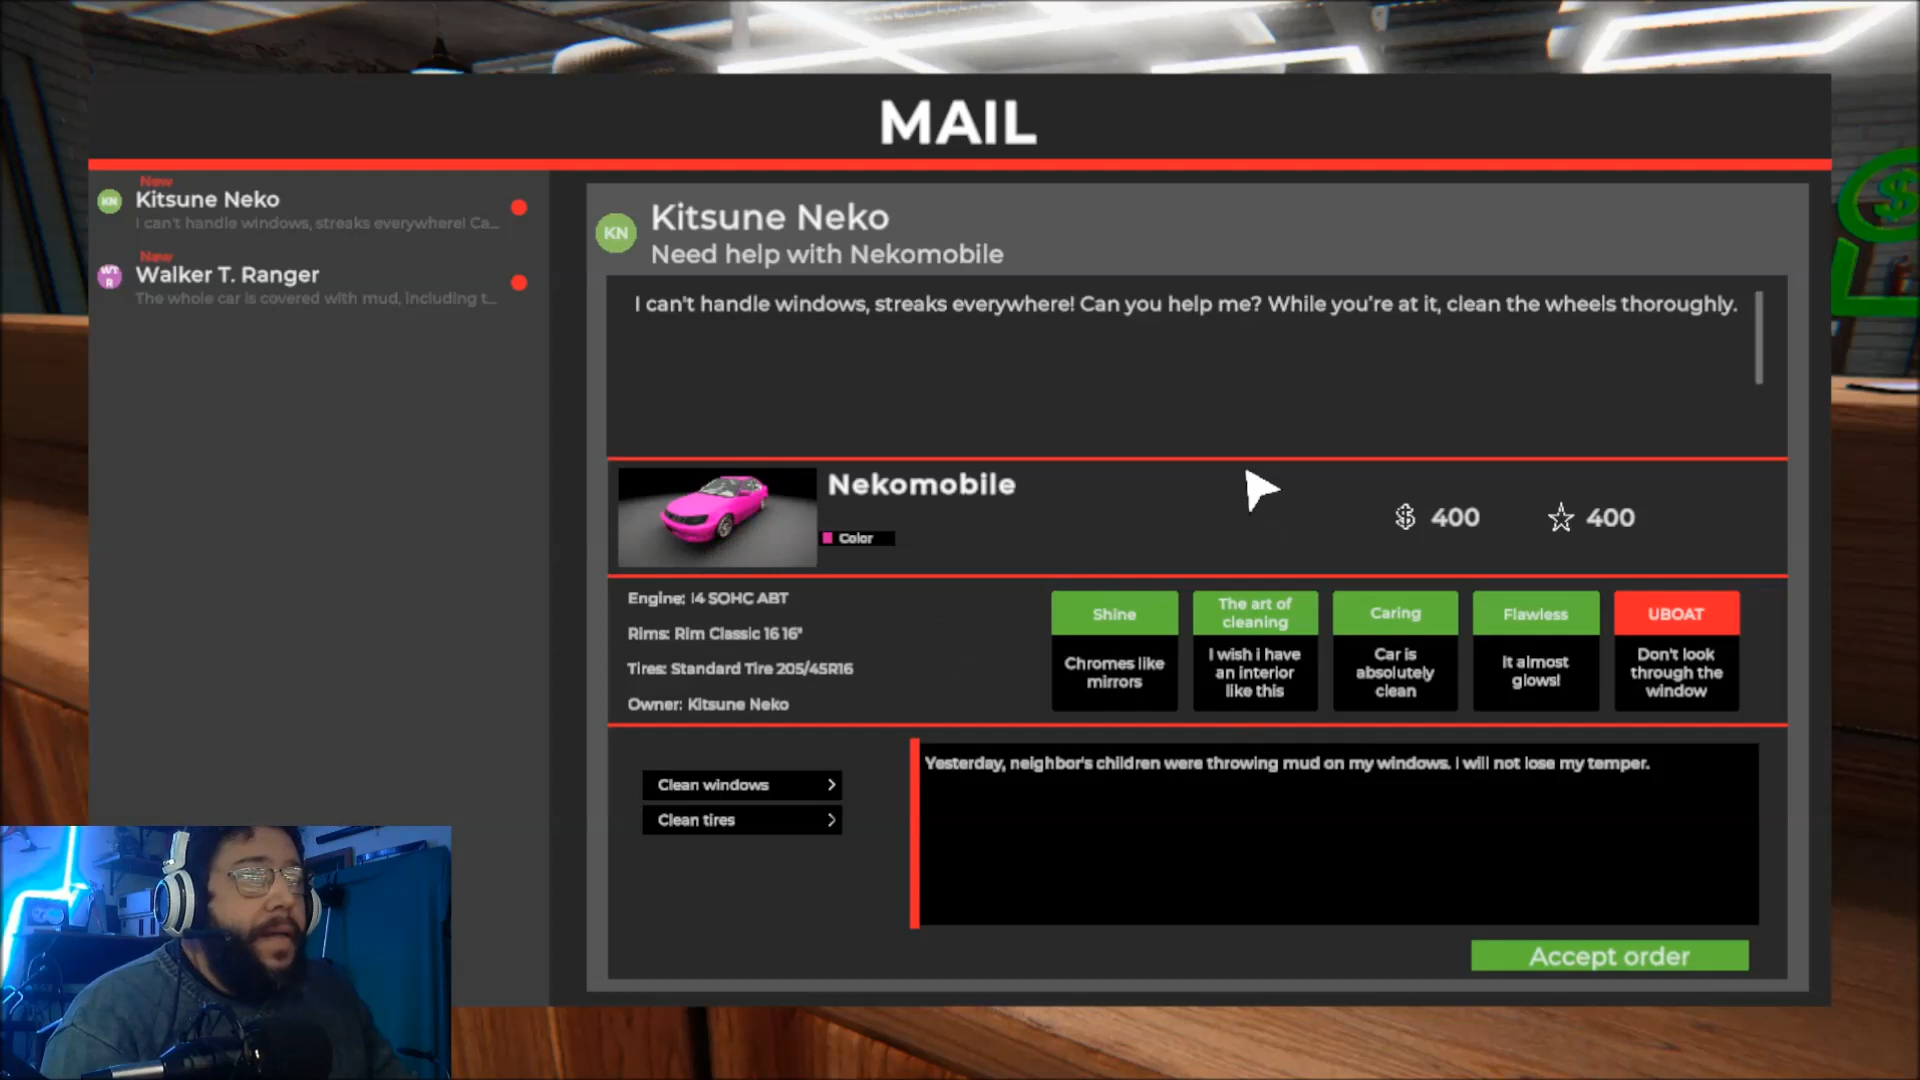 MAIL
New
KN
Kitsune Neko
I can't handle windows, streaks everywhere! Ca...
New
WT
R
Walker T. Ranger
The whole car is covered with mud, including t...
KN
Kitsune Neko
Need help with Nekomobile
I can't handle windows, streaks everywhere! Can you help me? While you're at it, clean the wheels thoroughly.
Nekomobile
Color
$ 400
400
Engine: I4 SOHC ABT
Rims: Rim Classic 16 16"
Tires: Standard Tire 205/45R16
Owner: Kitsune Neko
Shine
Chromes like
mirrors
The art of
cleaning
I wish i have
an interior
like this
Caring
Car is
absolutely
clean
Flawless
It almost
glows!
UBOAT
Don't look
through the
window
Clean windows
Clean tires
Yesterday, neighbor's children were throwing mud on my windows. I will not lose my temper.
Accept order
$